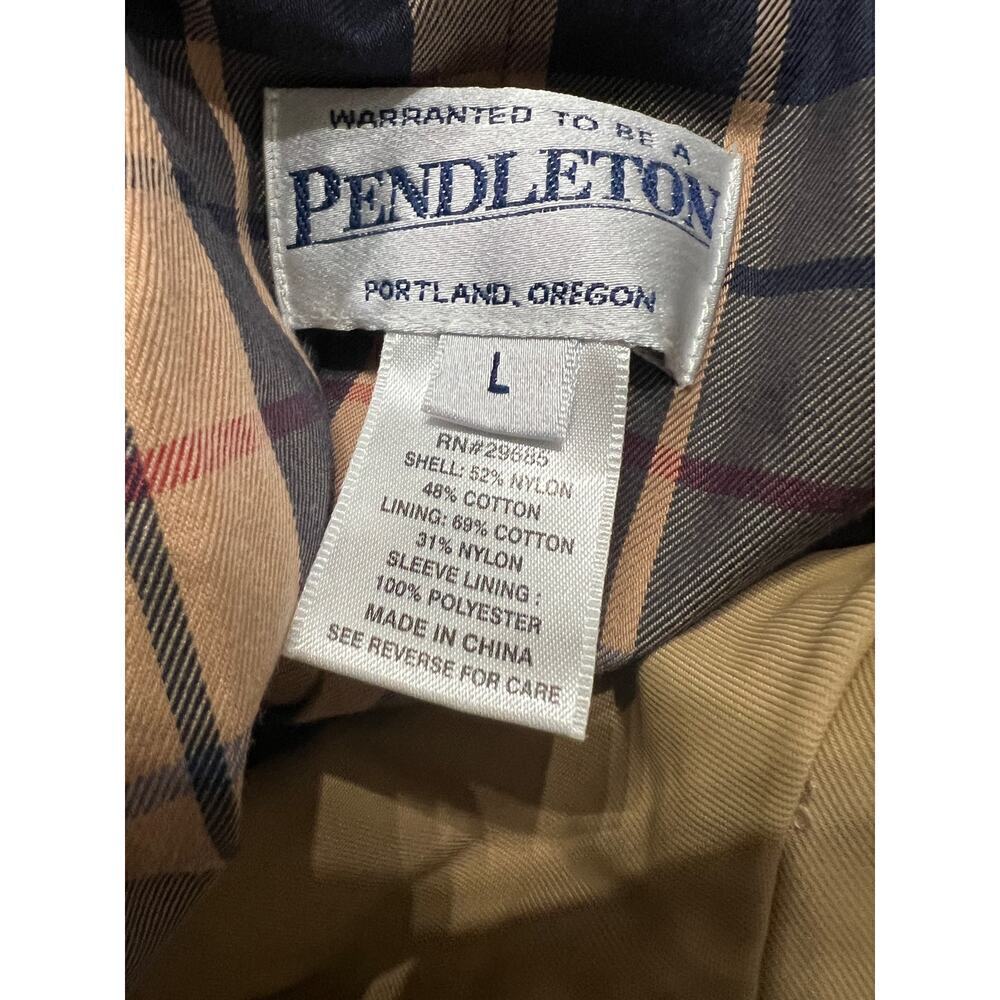 WARRANTED TO BE A
PENDLETON
PORTLAND, OREGON
L
RN#29685
SHELL: 52% NYLON
48% COTTON
LINING: 69% COTTON
31% NYLON
SLEEVE LINING :
100% POLYESTER
MADE IN CHINA
SEE REVERSE FOR CARE